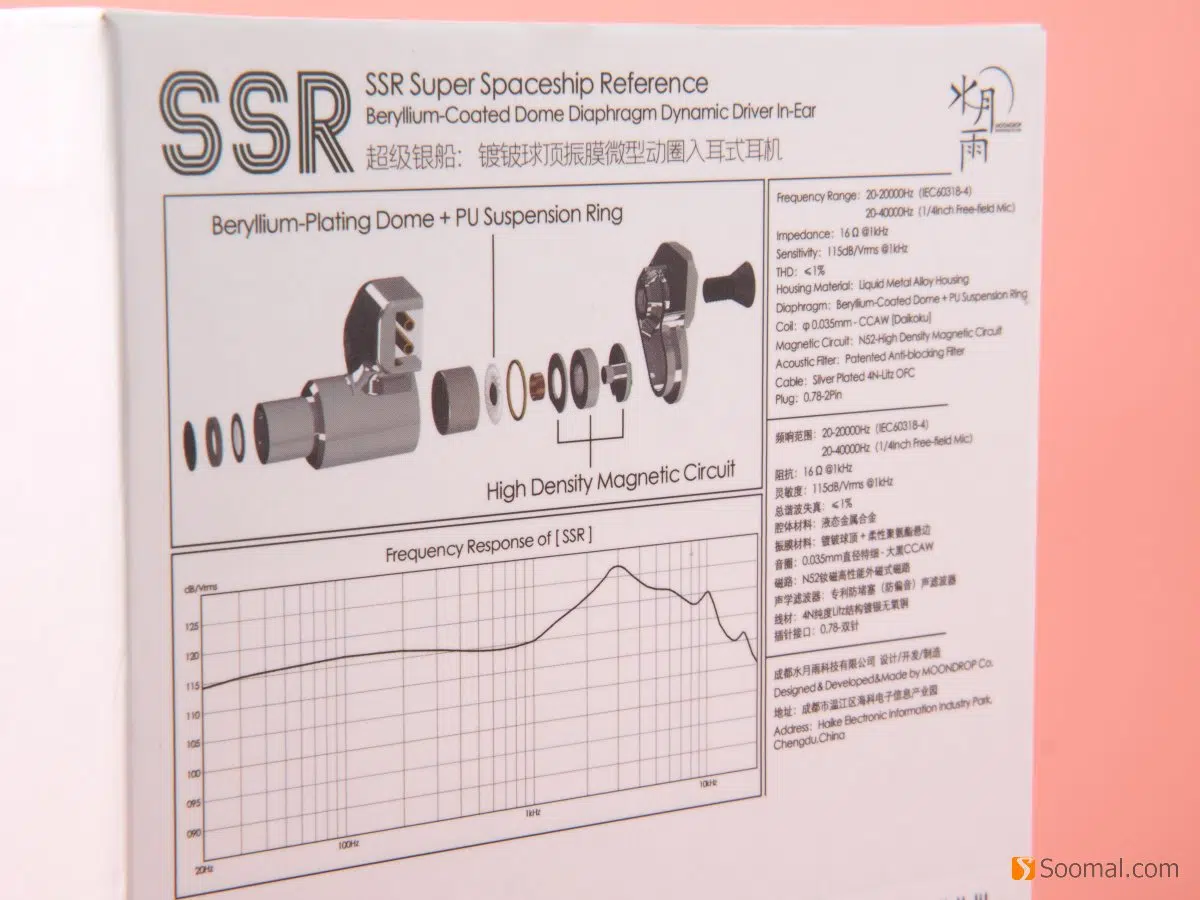 SSR
SSR Super Spaceship Reference
Beryllium-Coated Dome Diaphragm Dynamic Driver In-Ear
超级银船：镀铍球顶振膜微型动圈入耳式耳机
水月雨
MOONDROP
Beryllium-Plating Dome + PU Suspension Ring
High Density Magnetic Circuit
Frequency Response of [ SSR ]
dB/Vrms
125
120
115
110
105
100
095
090
20Hz
100Hz
1kHz
10kHz
Frequency Range: 20-20000Hz (IEC60318-4)
20-40000Hz (1/4inch Free-field Mic)
Impedance: 16 Ω @1kHz
Sensitivity: 115dB/Vrms @1kHz
THD: ≤1%
Housing Material: Liquid Metal Alloy Housing
Diaphragm: Beryllium-Coated Dome + PU Suspension Ring
Coil: φ 0.035mm - CCAW [Daikoku]
Magnetic Circuit: N52-High Density Magnetic Circuit
Acoustic Filter: Patented Anti-blocking Filter
Cable: Silver Plated 4N-Litz OFC
Plug: 0.78-2Pin
频响范围：20-20000Hz (IEC60318-4)
20-40000Hz (1/4inch Free-field Mic)
阻抗：16 Ω @1kHz
灵敏度：115dB/Vrms @1kHz
总谐波失真：≤1%
腔体材料：液态金属合金
振膜材料：镀铍球顶 + 柔性聚氨酯悬边
音圈：0.035mm直径特细 - 大黑CCAW
磁路：N52钕磁高性能外磁式磁路
声学滤波器：专利防堵塞（防偏音）声滤波器
线材：4N纯度Litz结构镀银无氧铜
插针接口：0.78-双针
成都水月雨科技有限公司 设计/开发/制造
Designed & Developed&Made by MOONDROP Co.
地址：成都市温江区海科电子信息产业园
Address: Haike Electronic Information Industry Park,
Chengdu,China
Soomal.com